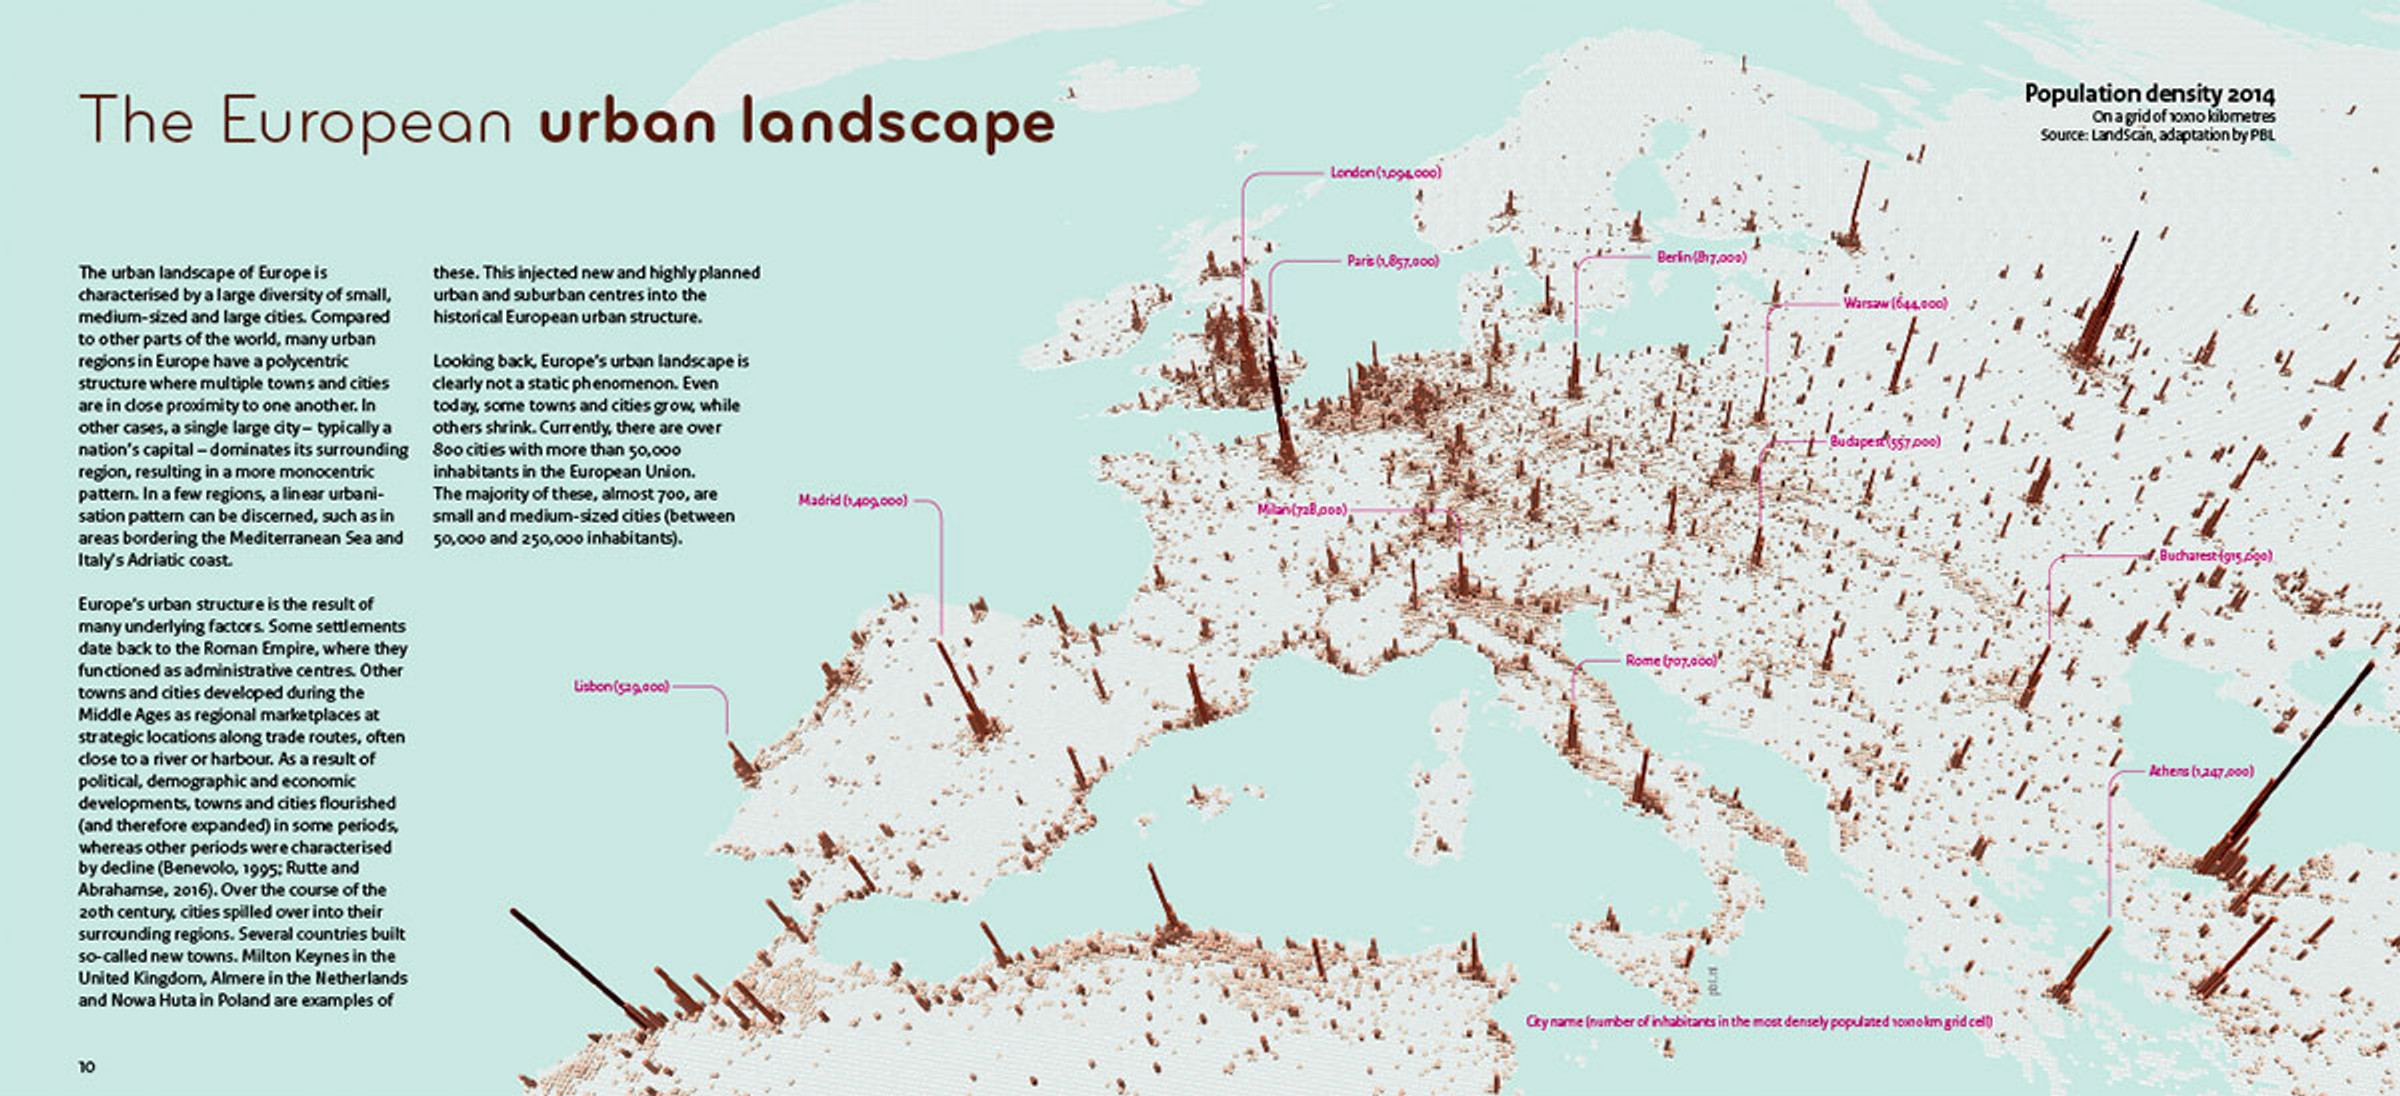 The European urban landscape
Population density 2014
On a grid of 10x10 kilometres
Source: LandScan, adaptation by PBL
The urban landscape of Europe is
characterised by a large diversity of small,
medium-sized and large cities. Compared
to other parts of the world, many urban
regions in Europe have a polycentric
structure where multiple towns and cities
are in close proximity to one another. In
other cases, a single large city – typically a
nation's capital – dominates its surrounding
region, resulting in a more monocentric
pattern. In a few regions, a linear urbani-
sation pattern can be discerned, such as in
areas bordering the Mediterranean Sea and
Italy's Adriatic coast.
Europe's urban structure is the result of
many underlying factors. Some settlements
date back to the Roman Empire, where they
functioned as administrative centres. Other
towns and cities developed during the
Middle Ages as regional marketplaces at
strategic locations along trade routes, often
close to a river or harbour. As a result of
political, demographic and economic
developments, towns and cities flourished
(and therefore expanded) in some periods,
whereas other periods were characterised
by decline (Benevolo, 1995; Rutte and
Abrahamse, 2016). Over the course of the
20th century, cities spilled over into their
surrounding regions. Several countries built
so-called new towns. Milton Keynes in the
United Kingdom, Almere in the Netherlands
and Nowa Huta in Poland are examples of
these. This injected new and highly planned
urban and suburban centres into the
historical European urban structure.
Looking back, Europe's urban landscape is
clearly not a static phenomenon. Even
today, some towns and cities grow, while
others shrink. Currently, there are over
800 cities with more than 50,000
inhabitants in the European Union.
The majority of these, almost 700, are
small and medium-sized cities (between
50,000 and 250,000 inhabitants).
London (1,094,000)
Paris (1,857,000)
Berlin (817,000)
Warsaw (644,000)
Budapest (557,000)
Madrid (1,409,000)
Milan (728,000)
Bucharest (915,000)
Rome (707,000)
Lisbon (529,000)
Athens (1,247,000)
pbl.nl
City name (number of inhabitants in the most densely populated 10x10 km grid cell)
10